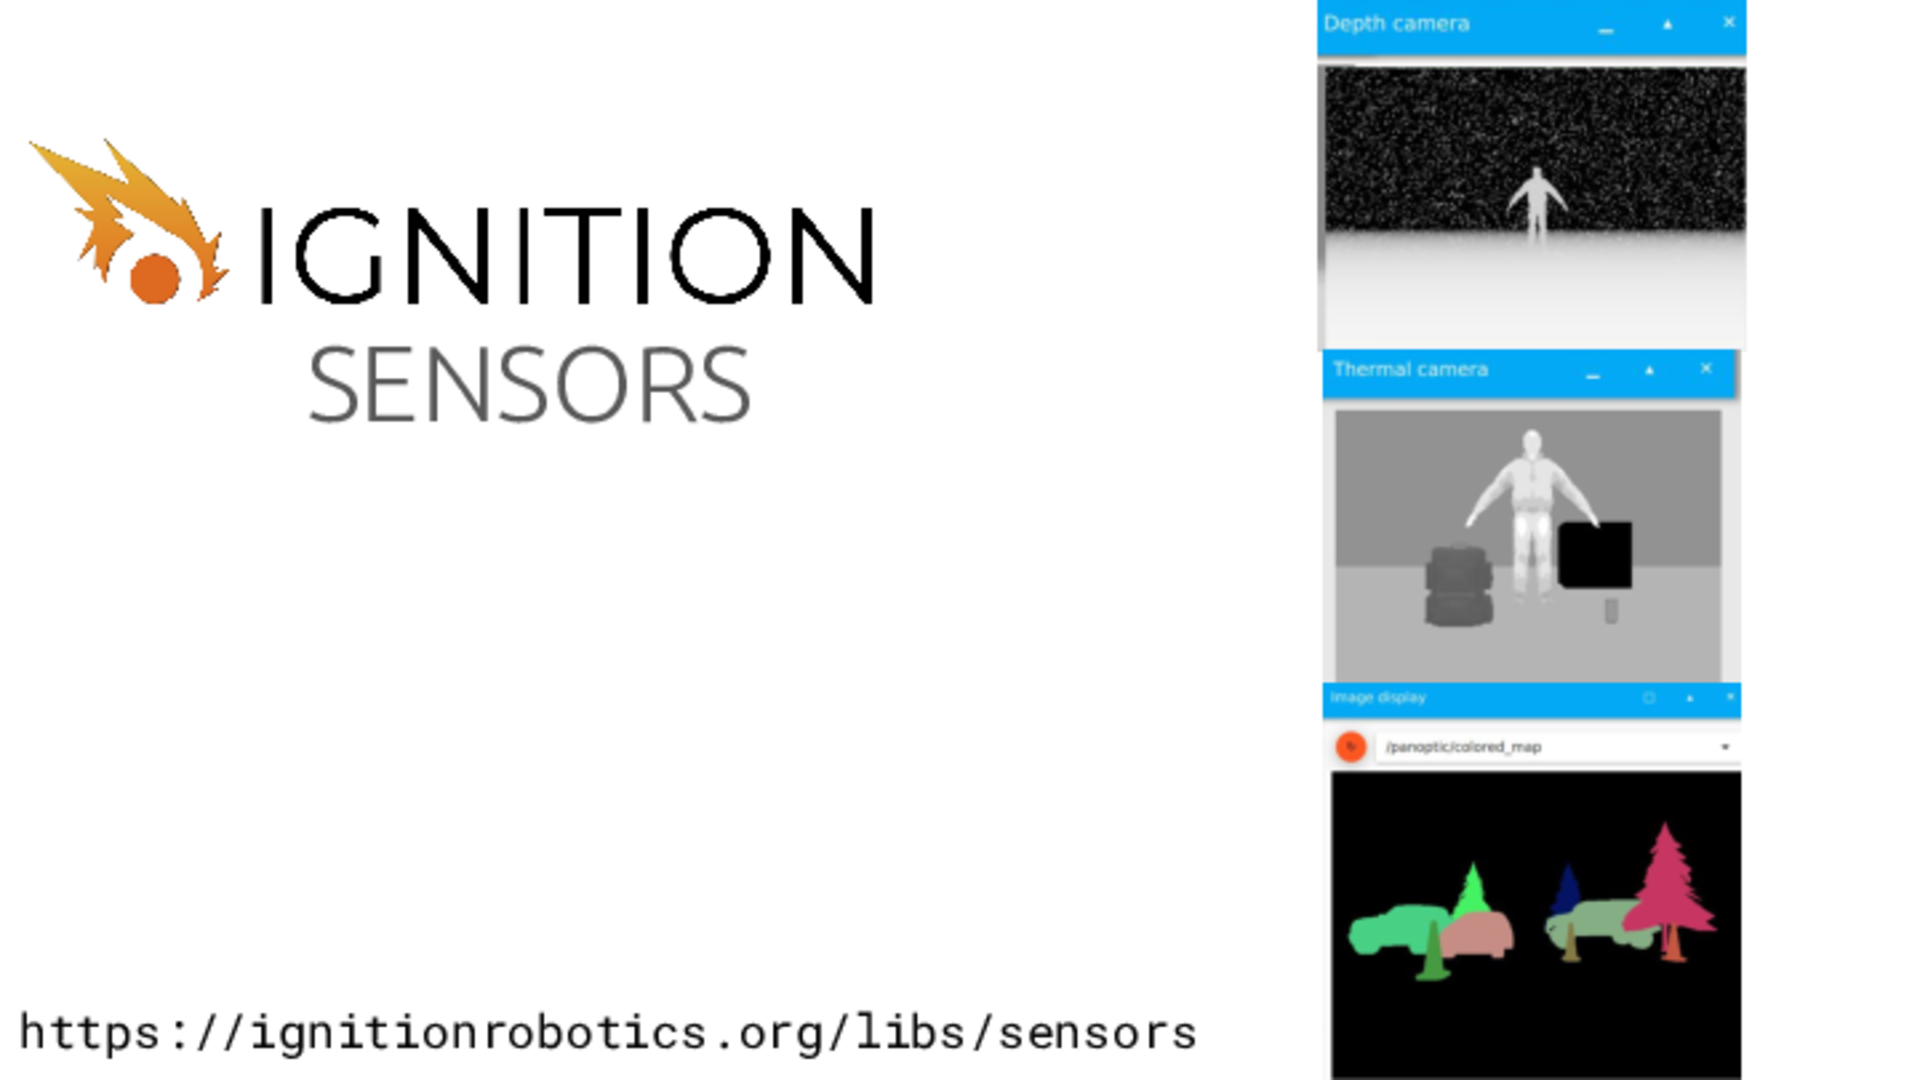 IGNITION
SENSORS
https://ignitionrobotics.org/libs/sensors
Depth camera
Thermal camera
Image display
/panoptic/colored_map